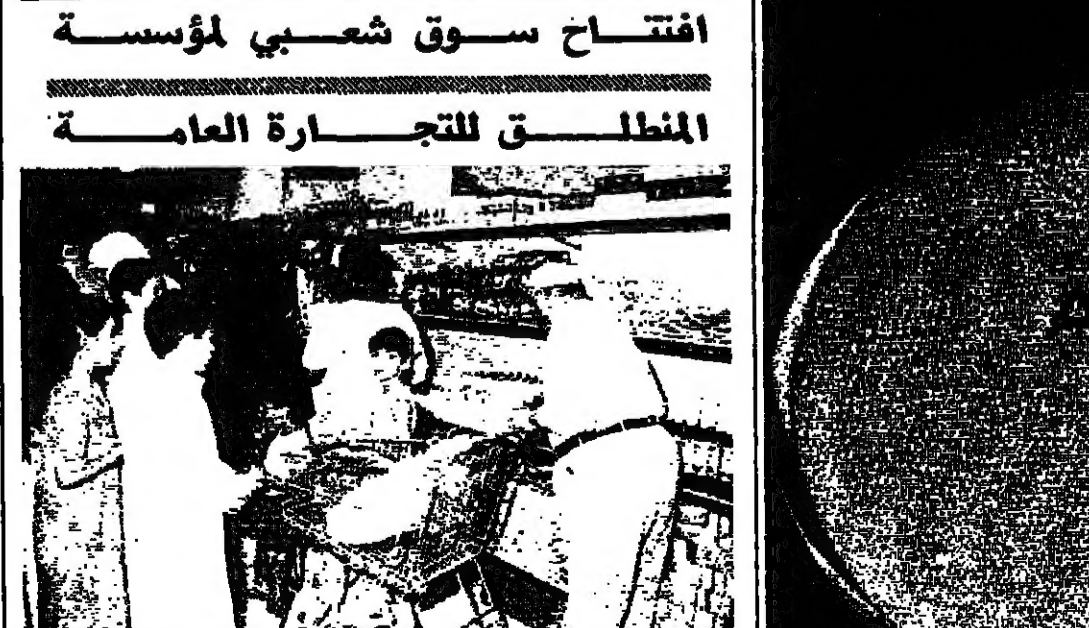 افتتاح سوق شعبي لمؤسسة
المنطلق للتجارة العامة